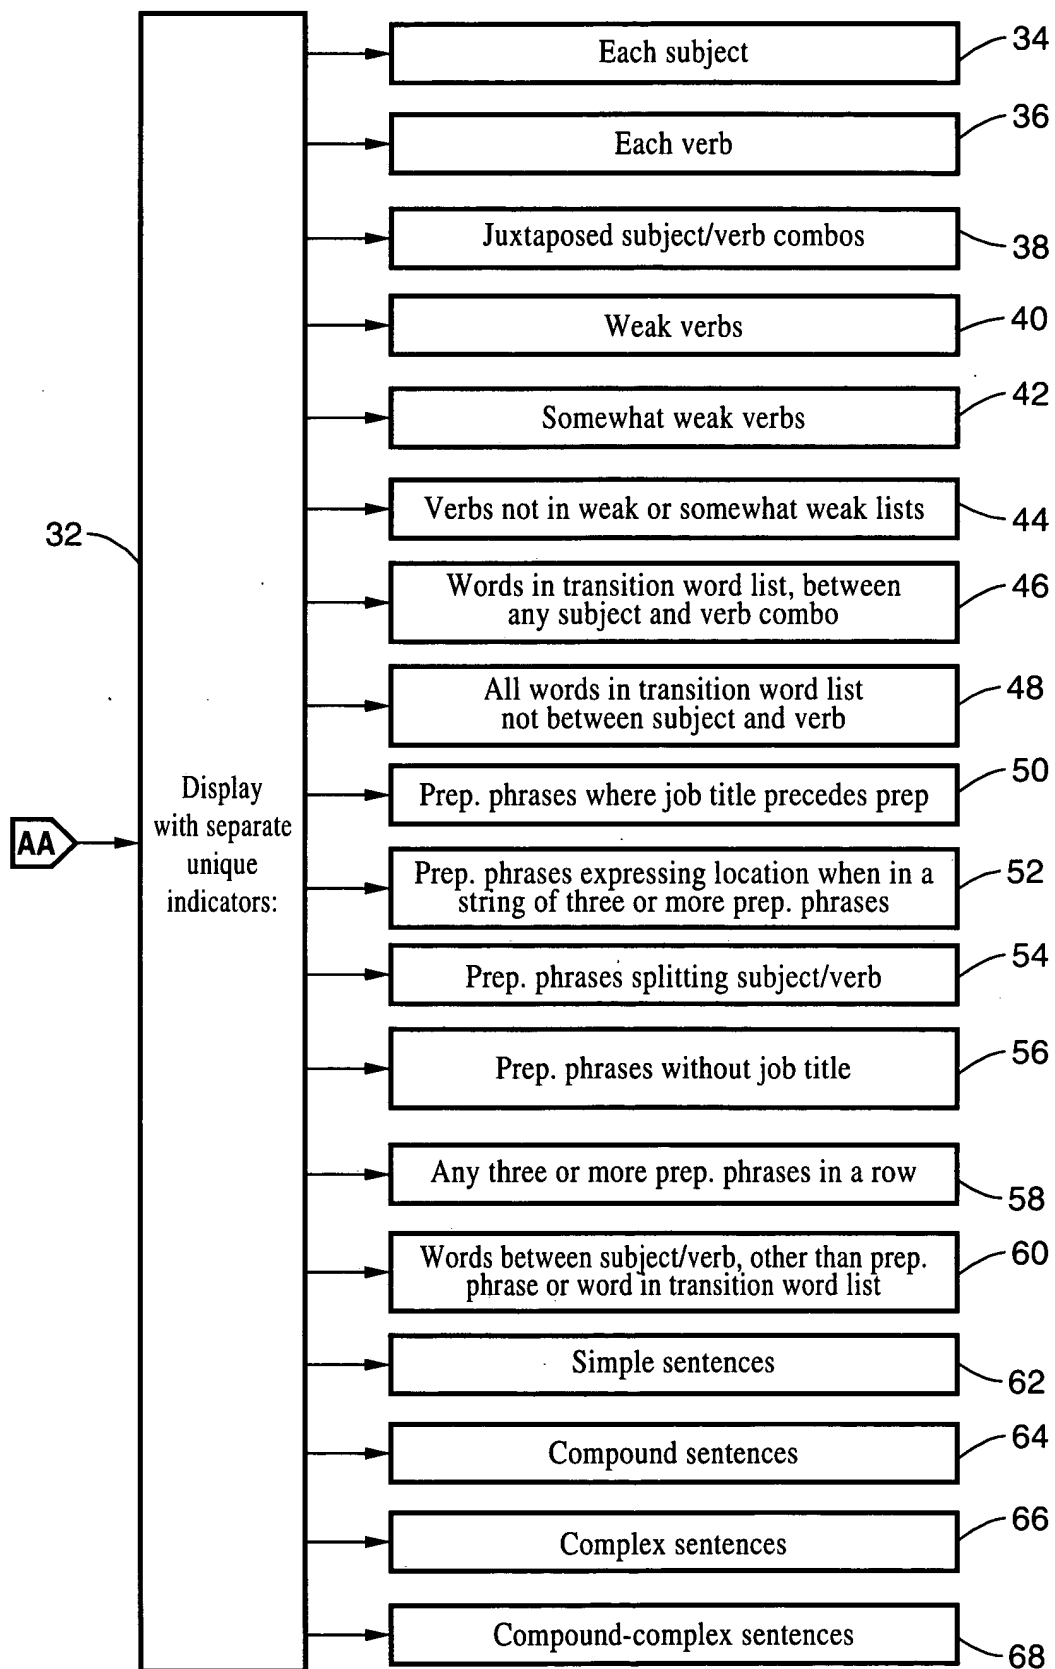 Each subject
34
Each verb
36
Juxtaposed subject/verb combos
38
Weak verbs
40
Somewhat weak verbs
42
Verbs not in weak or somewhat weak lists
44
32
Words in transition word list, between
any subject and verb combo
46
All words in transition word list
not between subject and verb
48
Prep. phrases where job title precedes prep
50
AA
Display
with separate
unique
indicators:
Prep. phrases expressing location when in a
string of three or more prep. phrases
52
Prep. phrases splitting subject/verb
54
Prep. phrases without job title
56
Any three or more prep. phrases in a row
58
Words between subject/verb, other than prep.
phrase or word in transition word list
60
Simple sentences
62
Compound sentences
64
Complex sentences
66
Compound-complex sentences
68